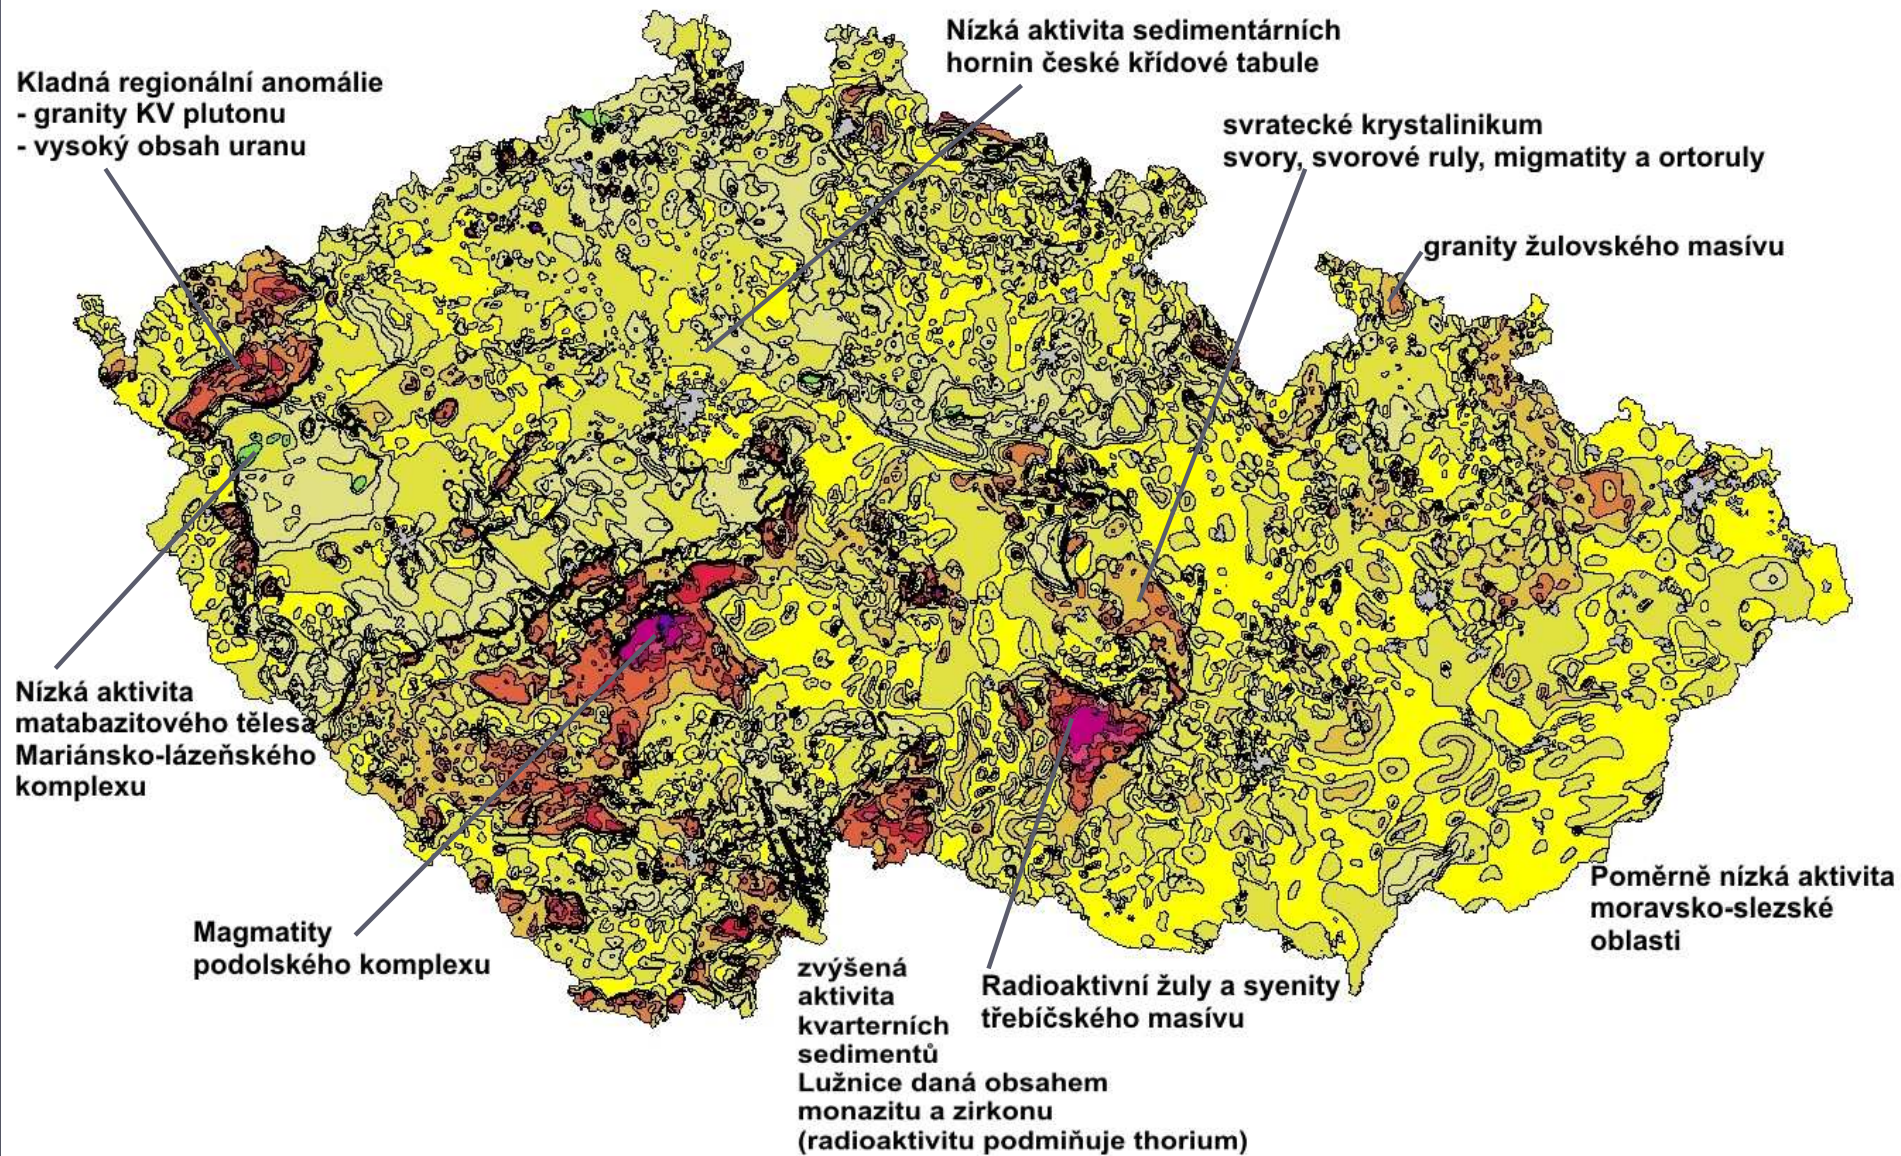 Nízká aktivita sedimentárních
hornin české křídové tabule
Kladná regionální anomálie
- granity KV plutonu
- vysoký obsah uranu
svratecké krystalinikum
svory, svorové ruly, migmatity a ortoruly
granity žulovského masívu
Nízká aktivita
matabazitového tělesa
Mariánsko-lázeňského
komplexu
Magmatity
podolského komplexu
zvýšená
aktivita
kvarterních
sedimentů
Lužnice daná obsahem
monazitu a zirkonu
(radioaktivitu podmiňuje thorium)
Radioaktivní žuly a syenity
třebíčského masívu
Poměrně nízká aktivita
moravsko-slezské
oblasti